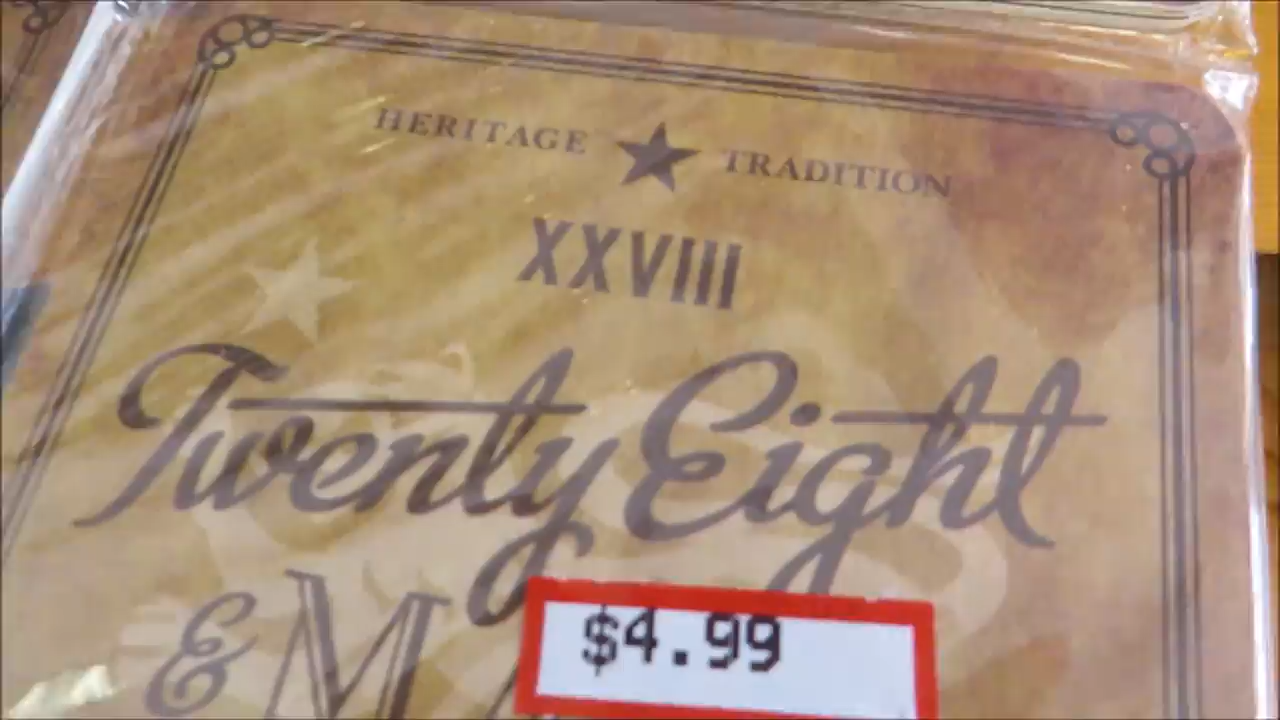 HERITAGE ★ TRADITION
XXVIII
Twenty Eight
& M
$4.99